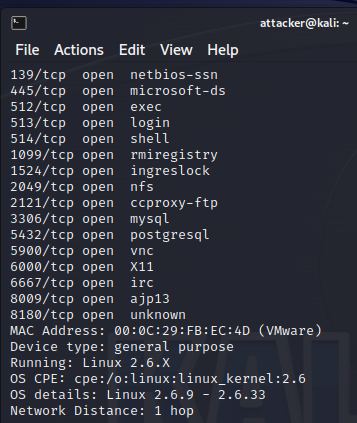 attacker@kali: ~
File Actions Edit View Help
139/tcp open netbios-ssn
445/tcp open microsoft-ds
512/tcp open exec
513/tcp open login
514/tcp open shell
1099/tcp open rmiregistry
1524/tcp open ingreslock
2049/tcp open nfs
2121/tcp open ccproxy-ftp
3306/tcp open mysql
5432/tcp open postgresql
5900/tcp open vnc
6000/tcp open X11
6667/tcp open irc
8009/tcp open ajp13
8180/tcp open unknown
MAC Address: 00:0C:29:FB:EC:4D (VMware)
Device type: general purpose
Running: Linux 2.6.X
OS CPE: cpe:/o:linux:linux_kernel:2.6
OS details: Linux 2.6.9 - 2.6.33
Network Distance: 1 hop